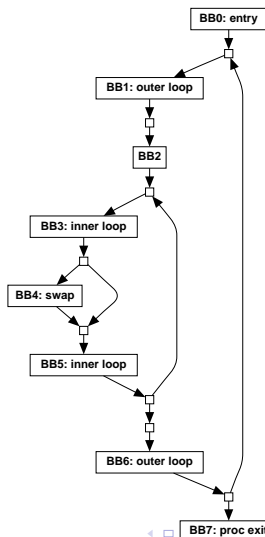 BB0: entry
BB1: outer loop
BB2
BB3: inner loop
BB4: swap
BB5: inner loop
BB6: outer loop
BB7: proc exit